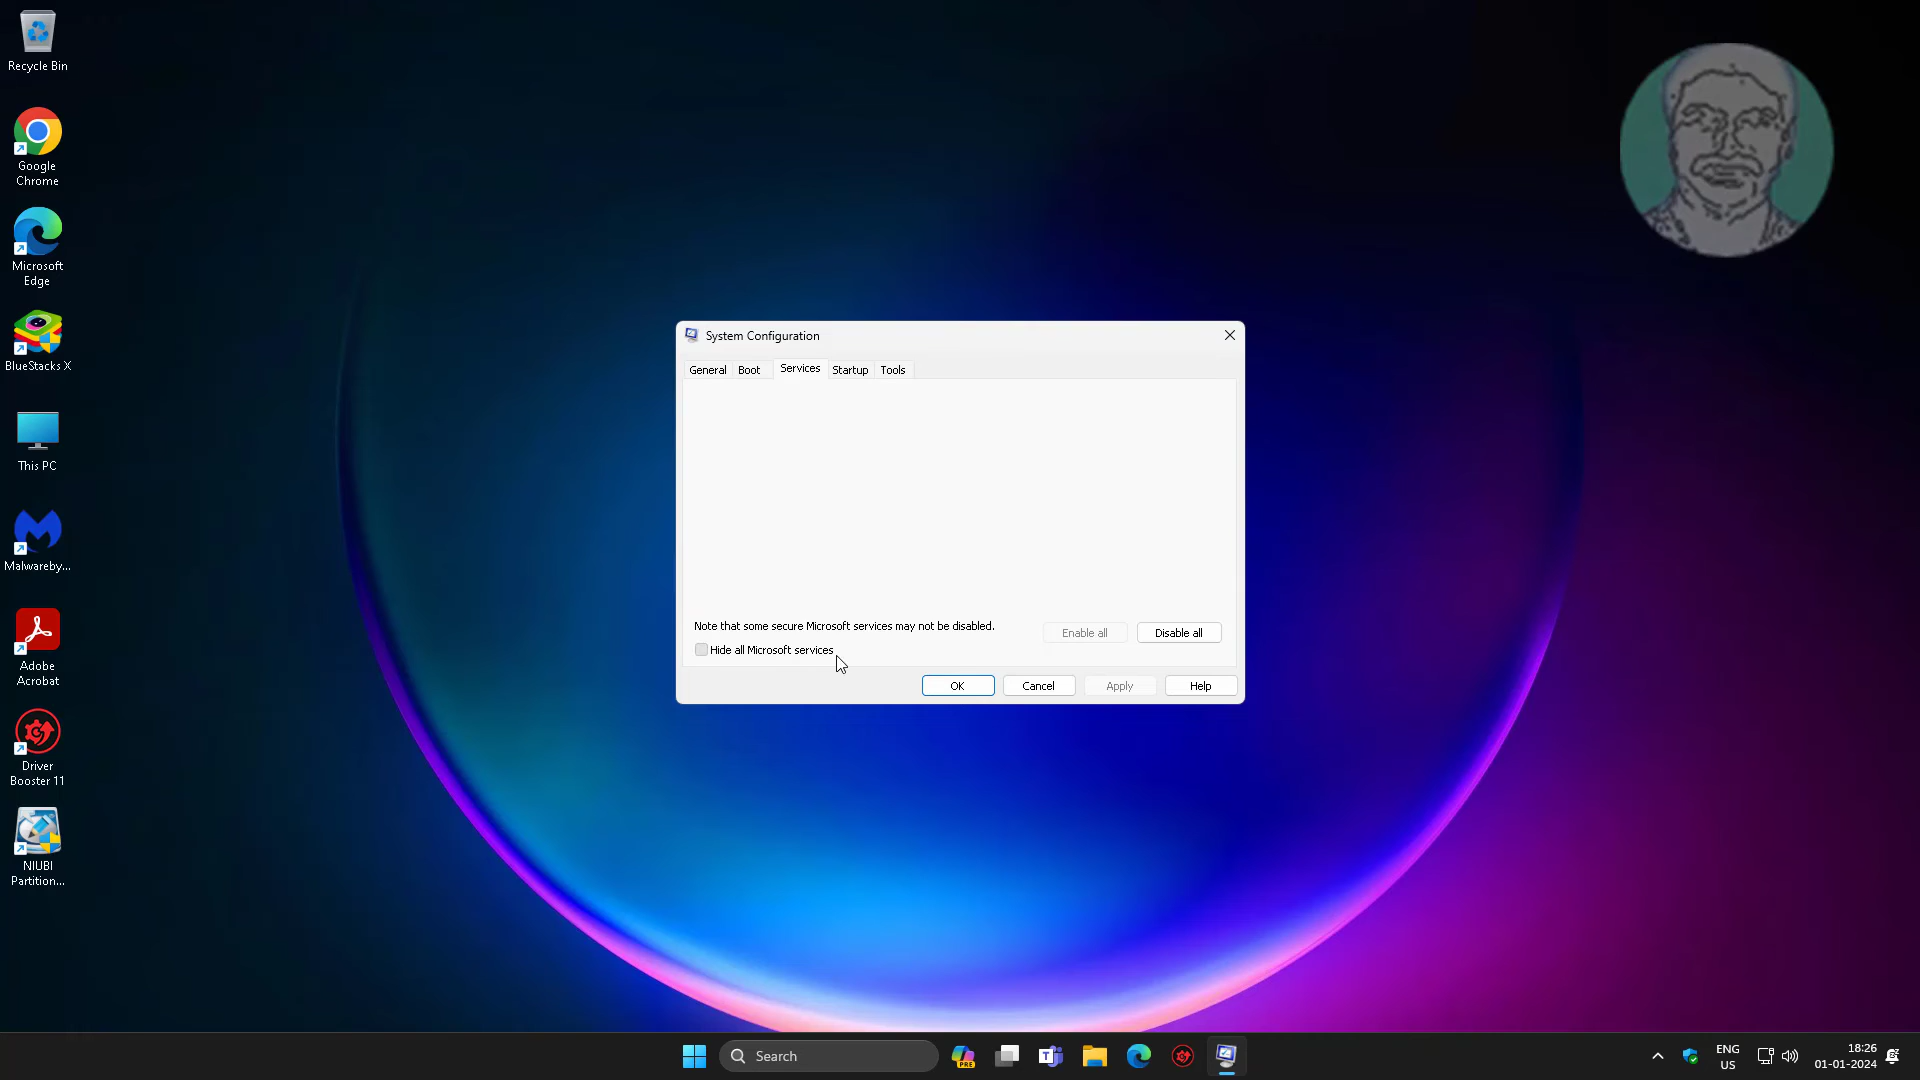 Recycle Bin
Google
Chrome
Microsoft
Edge
BlueStacks X
This PC
Malwareby...
Adobe
Acrobat
Driver
Booster 11
NIUBI
Partition...
System Configuration
General Boot Services Startup Tools
Note that some secure Microsoft services may not be disabled.
Enable all Disable all
Hide all Microsoft services
OK Cancel Apply Help
Search
PRE
ENG
US
18:26
01-01-2024